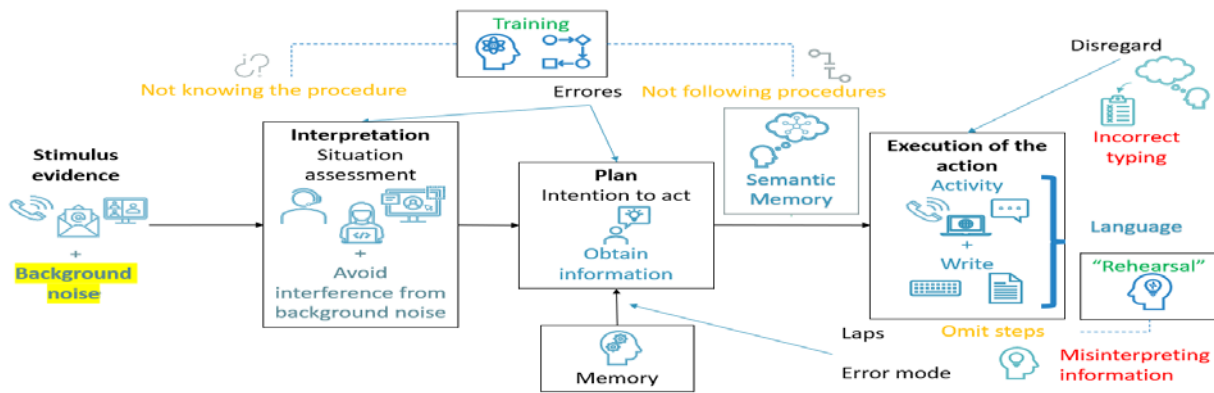 Training
Disregard
Not knowing the procedure
Errores
Not following procedures
Incorrect
typing
Stimulus
evidence
+
Background
noise
Interpretation
Situation
assessment
+
Avoid
interference from
background noise
Plan
Intention to act
Obtain
information
Memory
Semantic
Memory
Execution of the
action
Activity
+
Write
Language
“Rehearsal”
Laps
Omit steps
Error mode
Misinterpreting
information